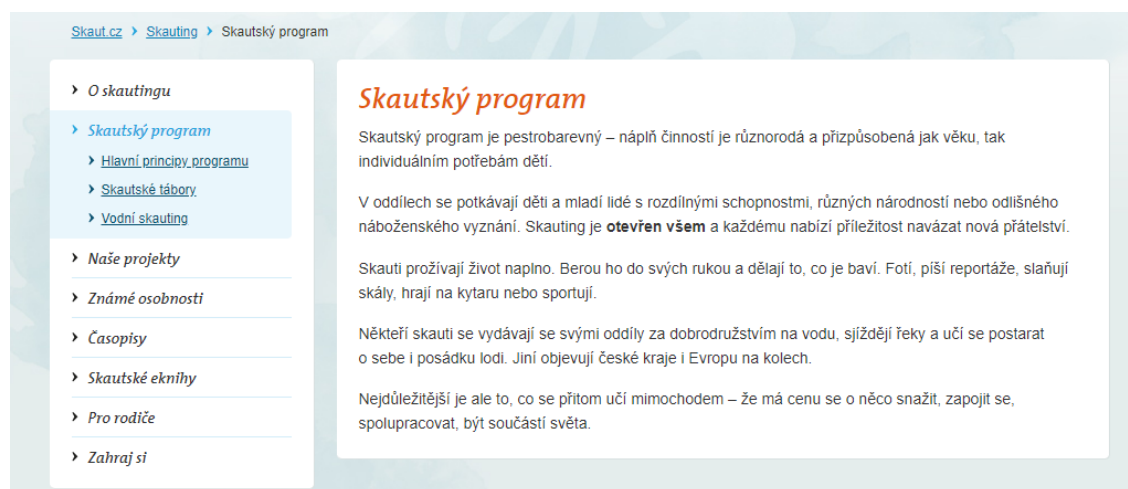 Skaut.cz > Skauting > Skautský program
O skautingu
Skautský program
Hlavní principy programu
Skautské tábory
Vodní skauting
Naše projekty
Známé osobnosti
Časopisy
Skautské eknihy
Pro rodiče
Zahraj si
Skautský program
Skautský program je pestrobarevný – náplň činností je různorodá a přizpůsobená jak věku, tak
individuálním potřebám dětí.
V oddílech se potkávají děti a mladí lidé s rozdílnými schopnostmi, různých národností nebo odlišného
náboženského vyznání. Skauting je otevřen všem a každému nabízí příležitost navázat nová přátelství.
Skauti prožívají život naplno. Berou ho do svých rukou a dělají to, co je baví. Fotí, píší reportáže, slaňují
skály, hrají na kytaru nebo sportují.
Někteří skauti se vydávají se svými oddíly za dobrodružstvím na vodu, sjíždějí řeky a učí se postarat
o sebe i posádku lodi. Jiní objevují české kraje i Evropu na kolech.
Nejdůležitější je ale to, co se přitom učí mimochodem – že má cenu se o něco snažit, zapojit se,
spolupracovat, být součástí světa.